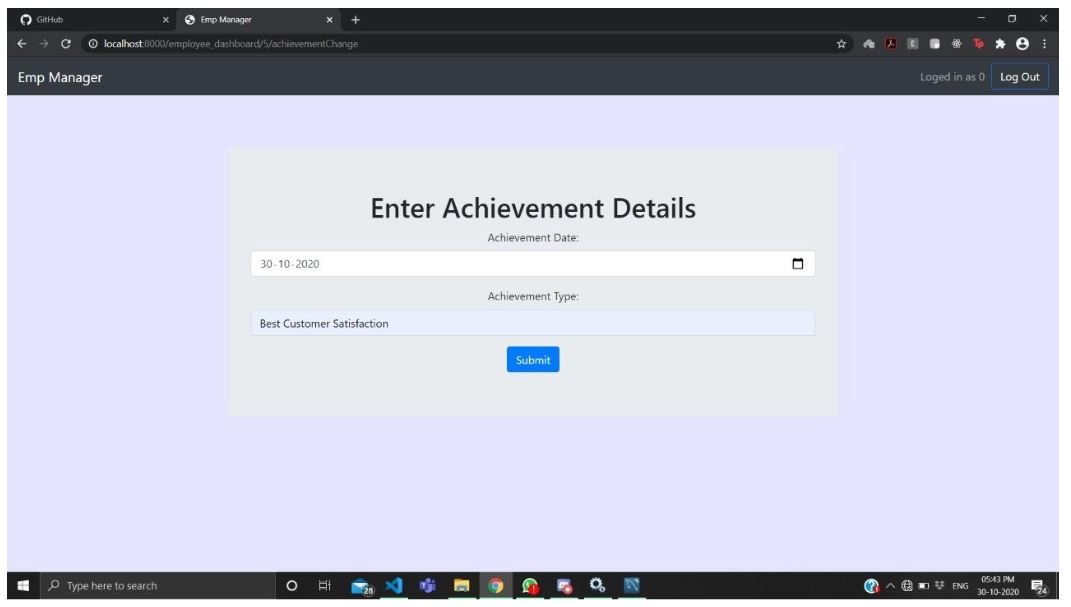 GitHub
Emp Manager
localhost:8000/employee_dashboard/5/achievementChange
Emp Manager
Loged in as 0
Log Out
Enter Achievement Details
Achievement Date:
30-10-2020
Achievement Type:
Best Customer Satisfaction
Submit
Type here to search
28
ENG
05:43 PM
30-10-2020
24